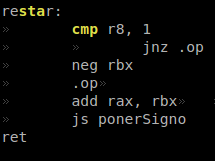 restar:
»	cmp r8, 1
»	»	jnz .op
»	neg rbx
»	.op»
»	add rax, rbx»
»	js ponerSigno
ret